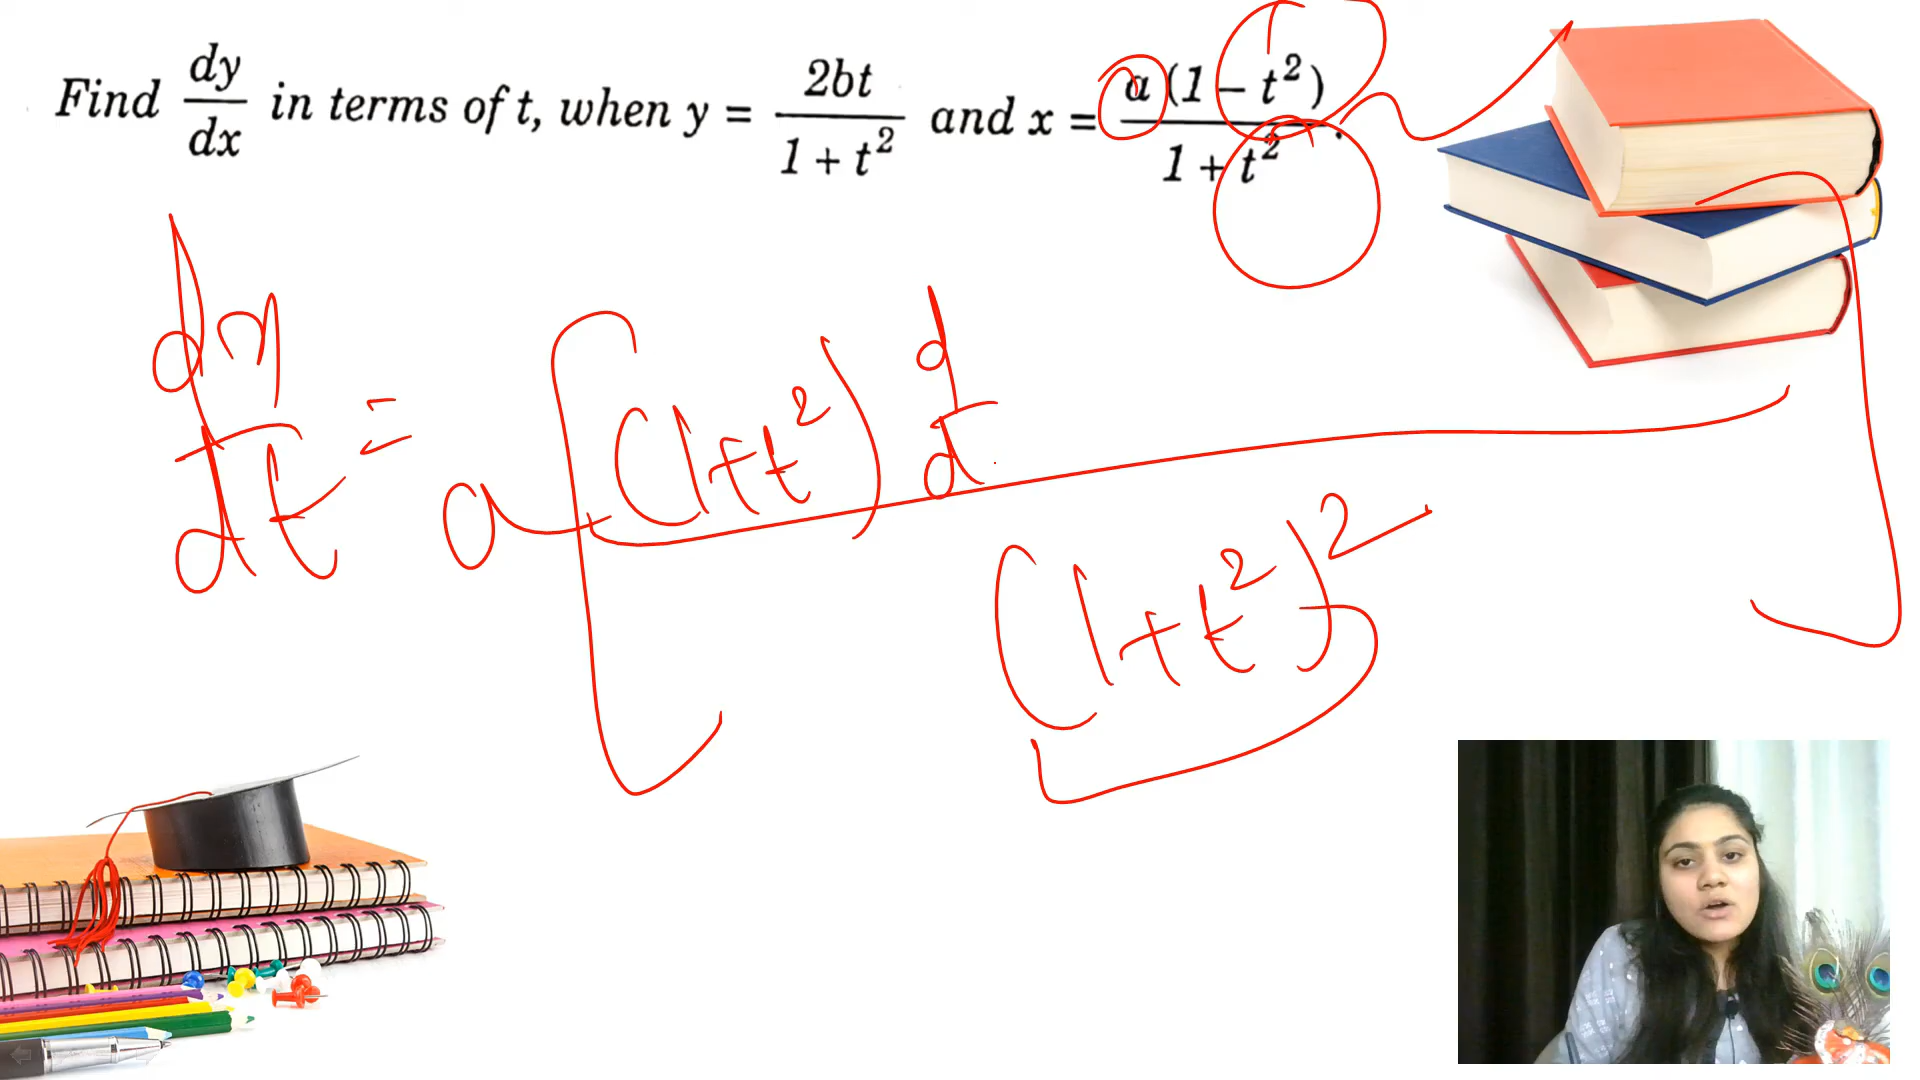 Find dy/dx in terms of t, when y = 2bt/(1 + t²) and x = a(1 − t²)/(1 + t²).
dx/dt = a[(1+t²) d/d
(1+t²)²]